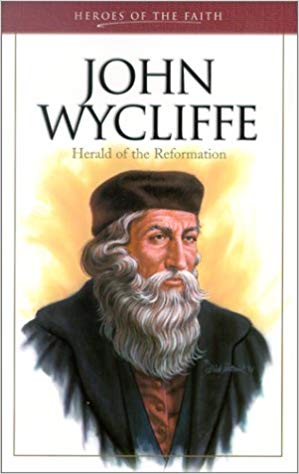 HEROES OF THE FAITH
JOHN
WYCLIFFE
Herald of the Reformation